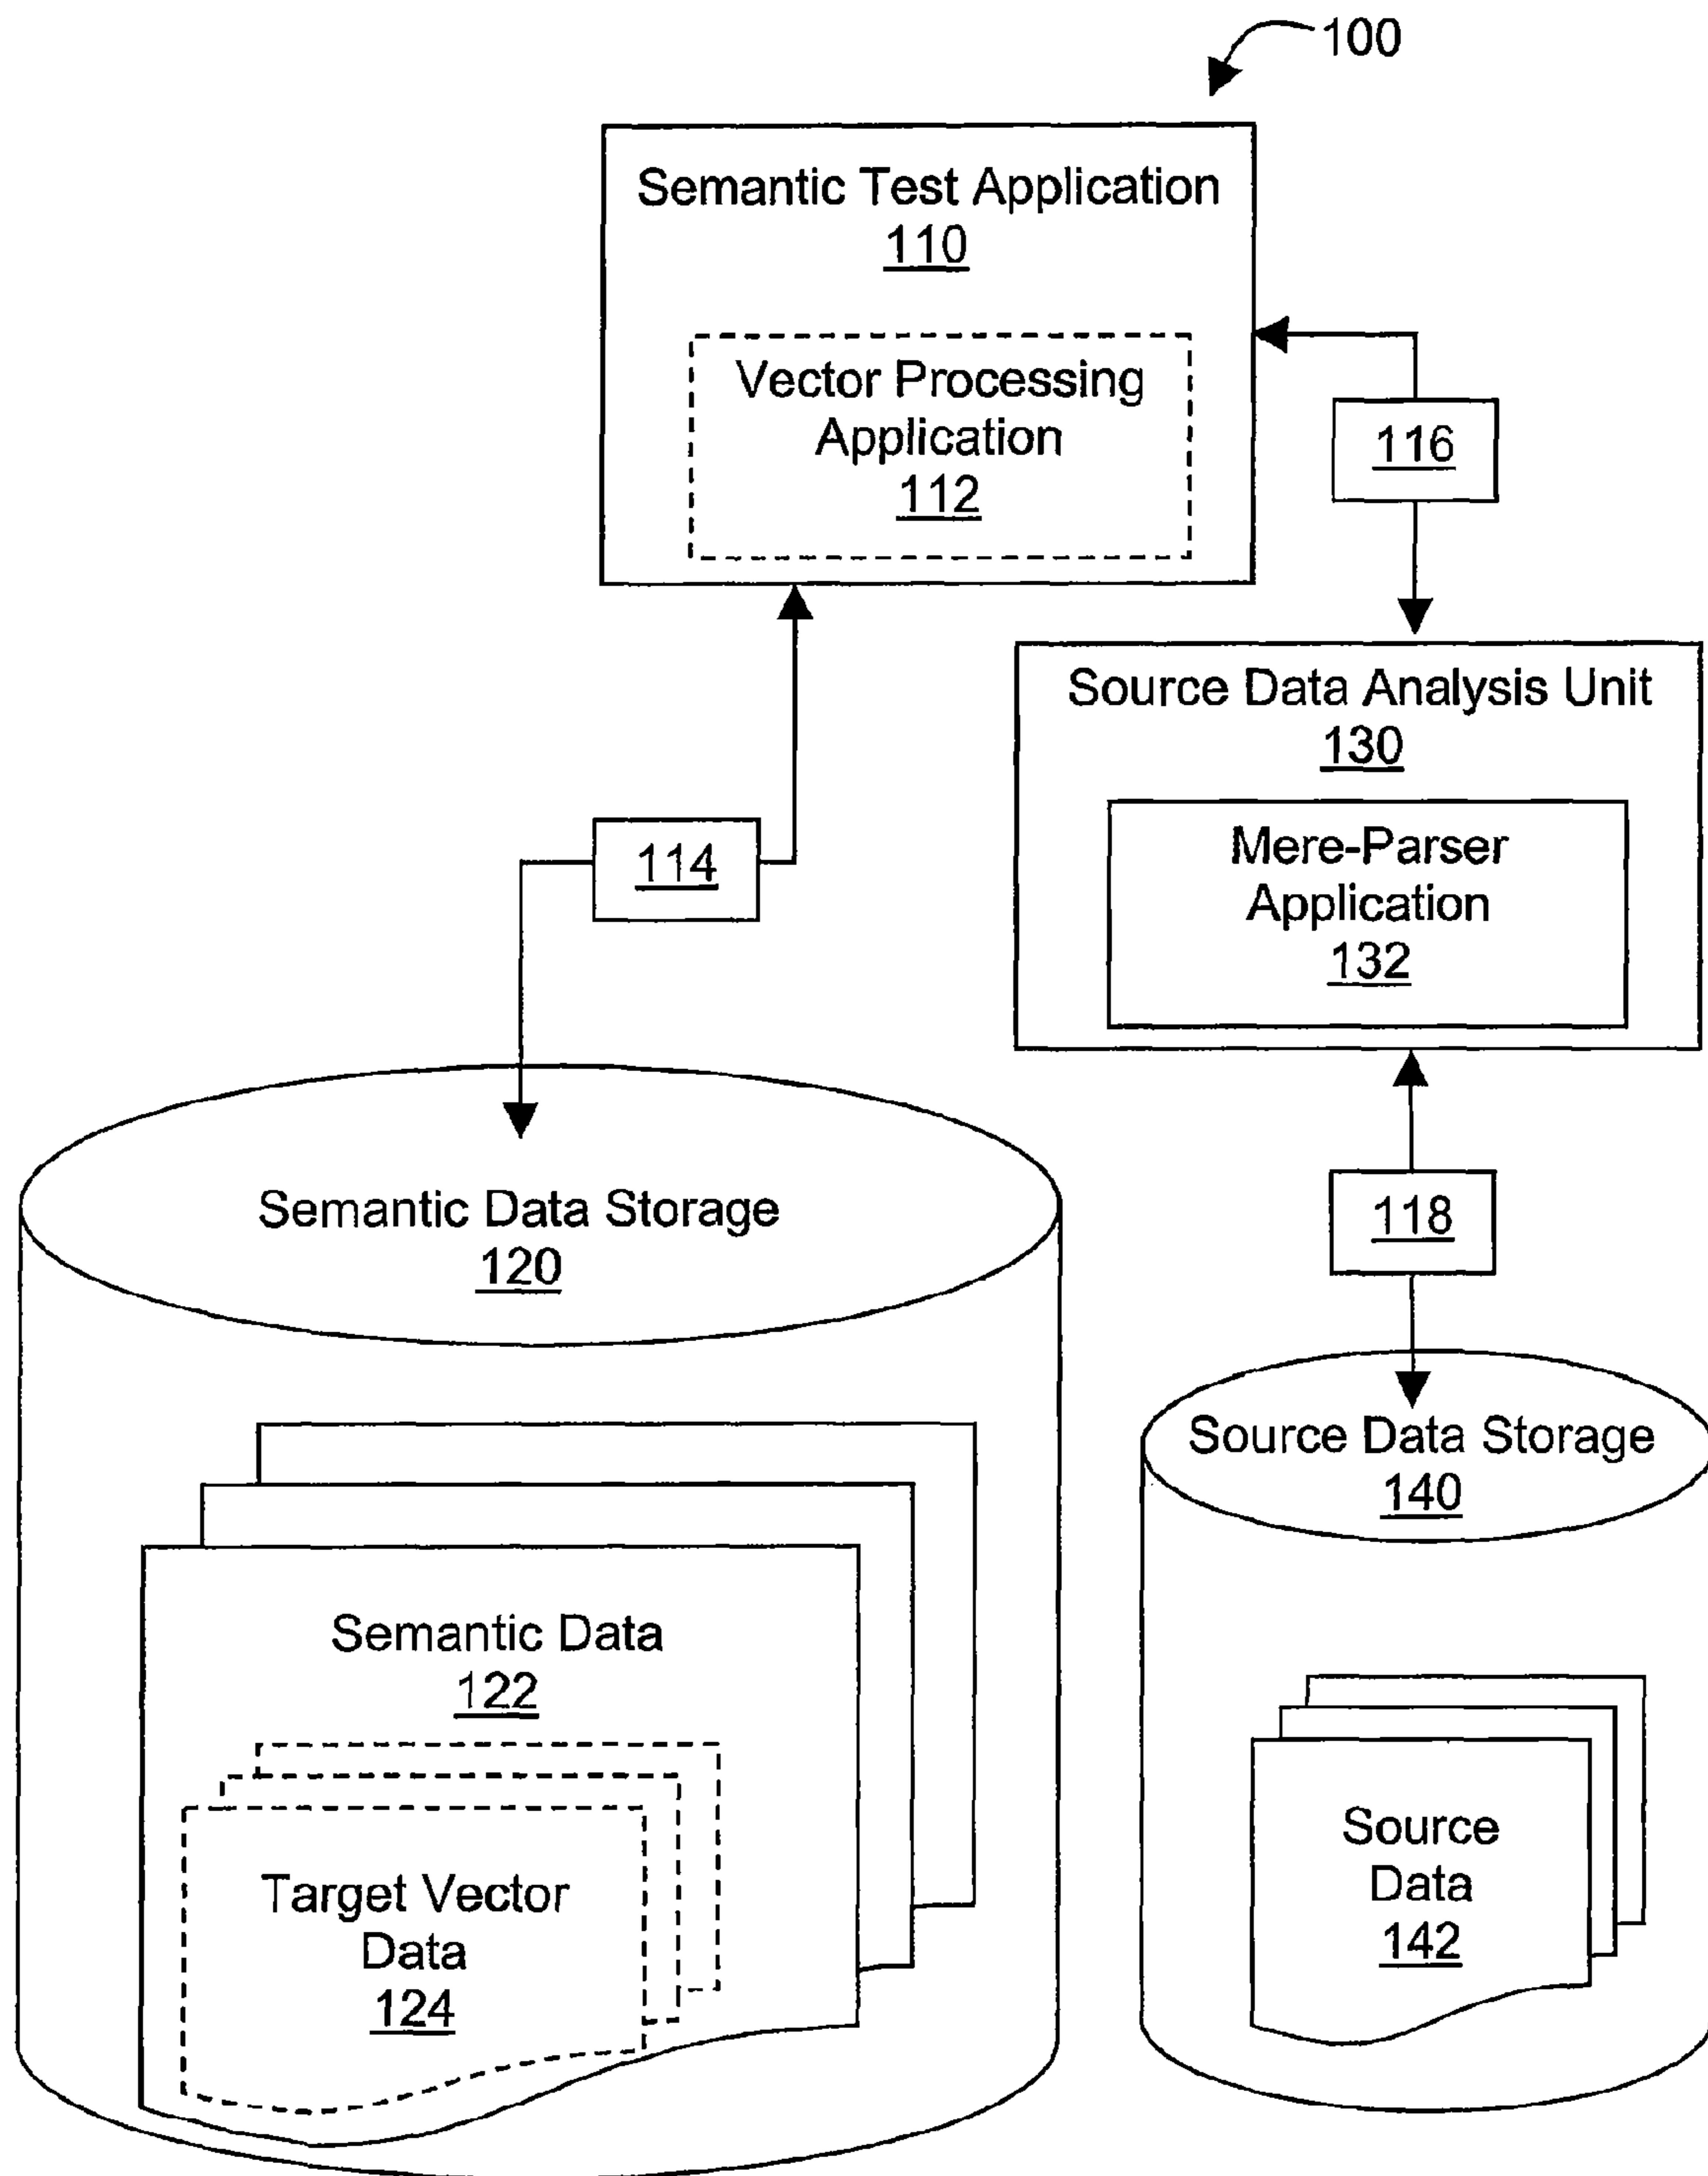 100
Semantic Test Application
110
Vector Processing
Application
112
116
Source Data Analysis Unit
130
Mere-Parser
Application
132
114
118
Semantic Data Storage
120
Source Data Storage
140
Semantic Data
122
Target Vector
Data
124
Source
Data
142